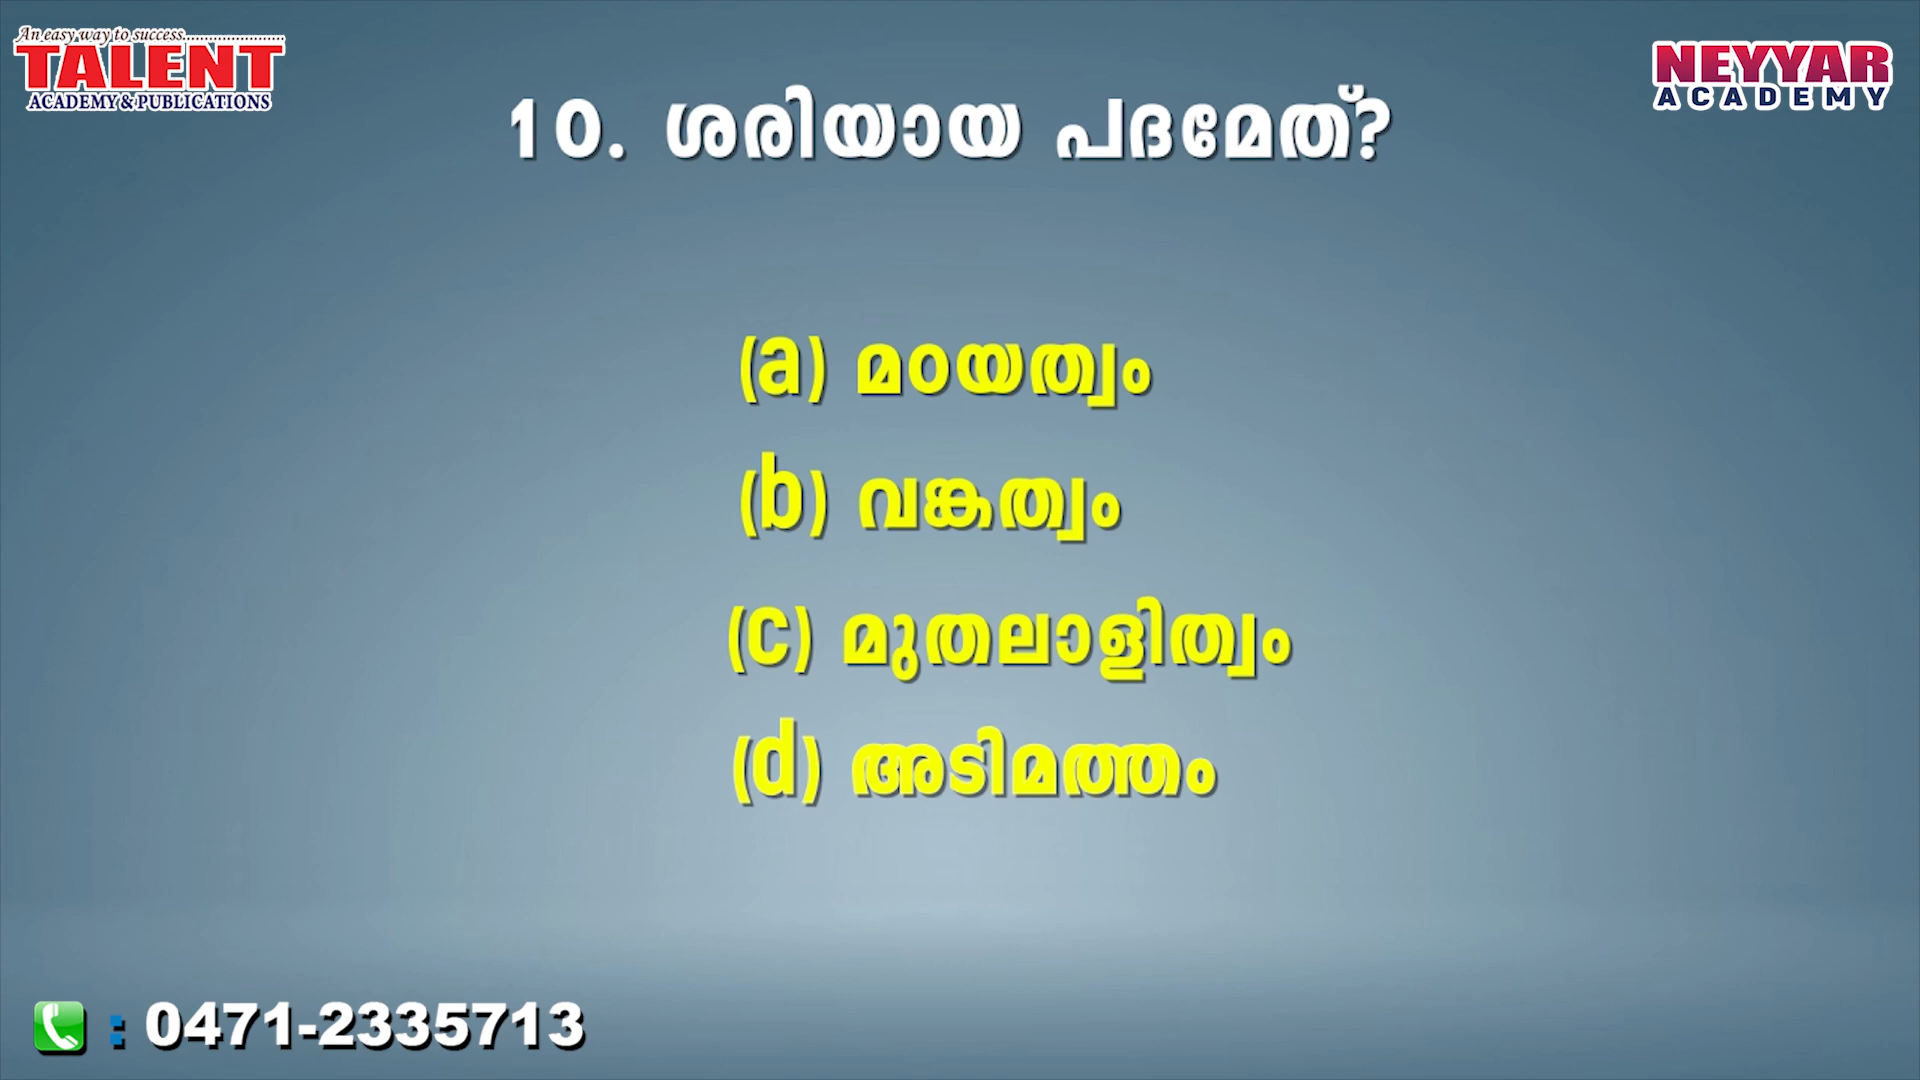 An easy way to success........................
TALENT
ACADEMY & PUBLICATIONS
NEYYAR
ACADEMY
10. ശരിയായ പദമേത്?
(a) മഠയത്വം
(b) വങ്കത്വം
(c) മുതലാളിത്വം
(d) അടിമത്തം
: 0471-2335713